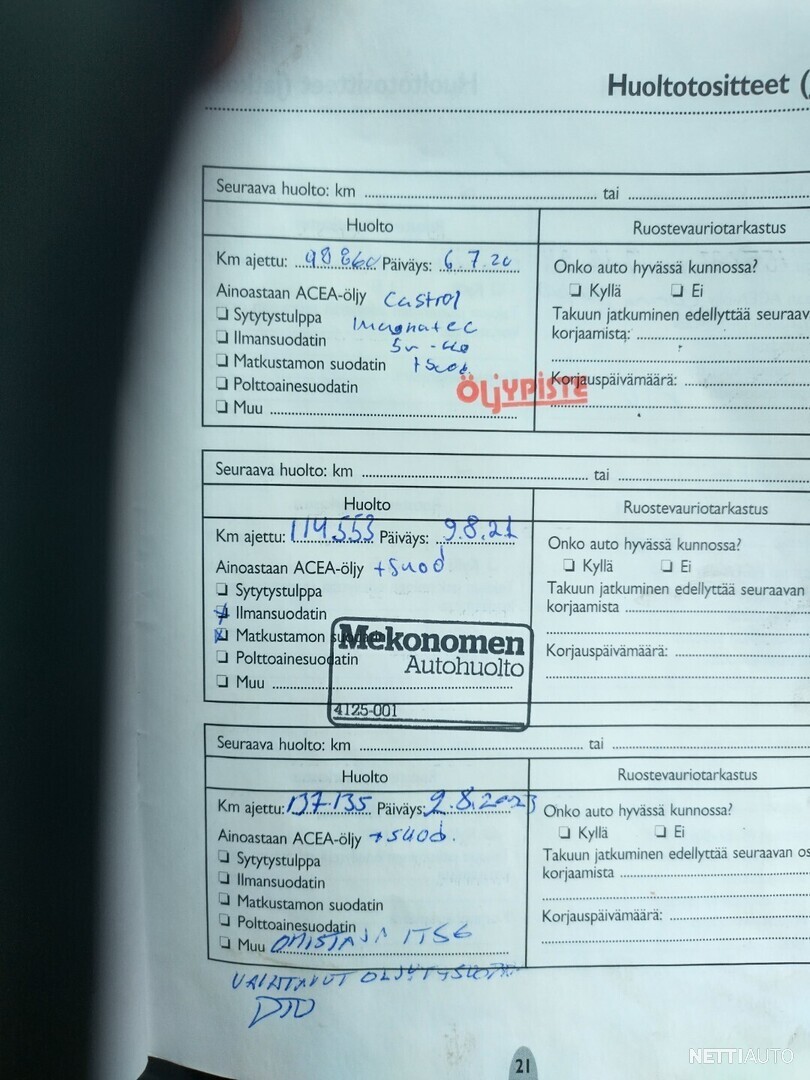 Huoltotositteet (
Seuraava huolto: km tai
Huolto
Ruostevauriotarkastus
Km ajettu: 98860 Päiväys: 6.7.20
Ainoastaan ACEA-öljy Castrol
Sytytystulppa magnatec
Ilmansuodatin
Matkustamon suodatin + suod.
Polttoainesuodatin
Muu
ÖljYPISTE
Onko auto hyvässä kunnossa?
Kyllä Ei
Takuun jatkuminen edellyttää seuraavan
korjaamista:
Korjauspäivämäärä:
Seuraava huolto: km tai
Huolto
Ruostevauriotarkastus
Km ajettu: 114.553 Päiväys: 9.8.21
Ainoastaan ACEA-öljy + suod
Sytytystulppa
Ilmansuodatin
Matkustamon suodatin
Polttoainesuodatin
Muu
Mekonomen
Autohuolto
4125-001
Onko auto hyvässä kunnossa?
Kyllä Ei
Takuun jatkuminen edellyttää seuraavan
korjaamista
Korjauspäivämäärä:
Seuraava huolto: km tai
Huolto
Ruostevauriotarkastus
Km ajettu: 137.135 Päiväys: 2.8.2023
Ainoastaan ACEA-öljy + suod.
Sytytystulppa
Ilmansuodatin
Matkustamon suodatin
Polttoainesuodatin
Muu OMISTAJA ITSE
Onko auto hyvässä kunnossa?
Kyllä Ei
Takuun jatkuminen edellyttää seuraavan os
korjaamista
Korjauspäivämäärä:
21
NETTIAUTO